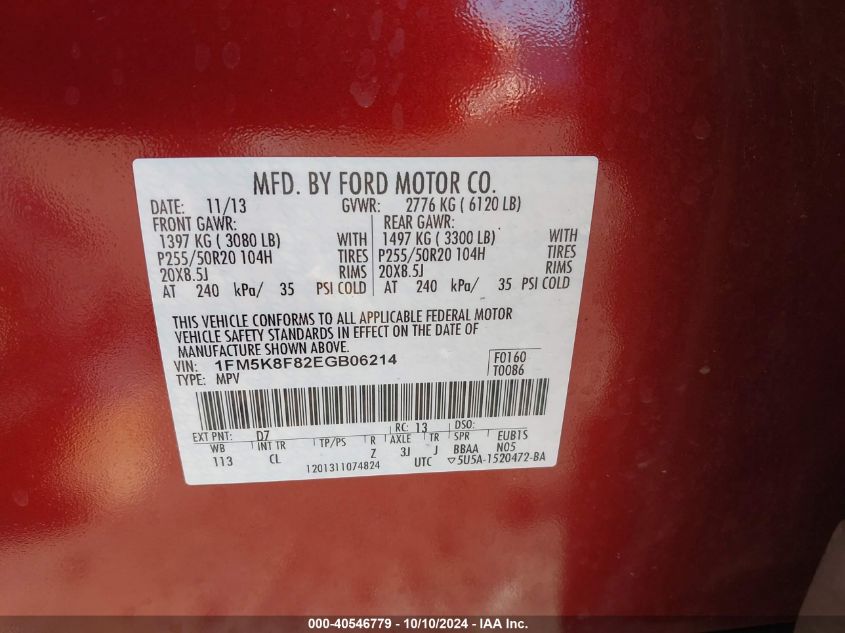 MFD. BY FORD MOTOR CO.
DATE: 11/13 GVWR: 2776 KG ( 6120 LB)
FRONT GAWR: REAR GAWR:
1397 KG ( 3080 LB) WITH 1497 KG ( 3300 LB) WITH
P255/50R20 104H TIRES P255/50R20 104H TIRES
20X8.5J RIMS 20X8.5J RIMS
AT 240 kPa/ 35 PSI COLD AT 240 kPa/ 35 PSI COLD
THIS VEHICLE CONFORMS TO ALL APPLICABLE FEDERAL MOTOR
VEHICLE SAFETY STANDARDS IN EFFECT ON THE DATE OF
MANUFACTURE SHOWN ABOVE.
VIN: 1FM5K8F82EGB06214 F0160
TYPE: MPV T0086
EXT PNT: D7 RC: 13 DSO:
WB INT TR TP/PS R AXLE TR SPR EUB1S
113 CL Z 3J J BBAA N05
1201311074824 UTC ▽5U5A-1520472-BA
000-40546779 - 10/10/2024 - IAA Inc.